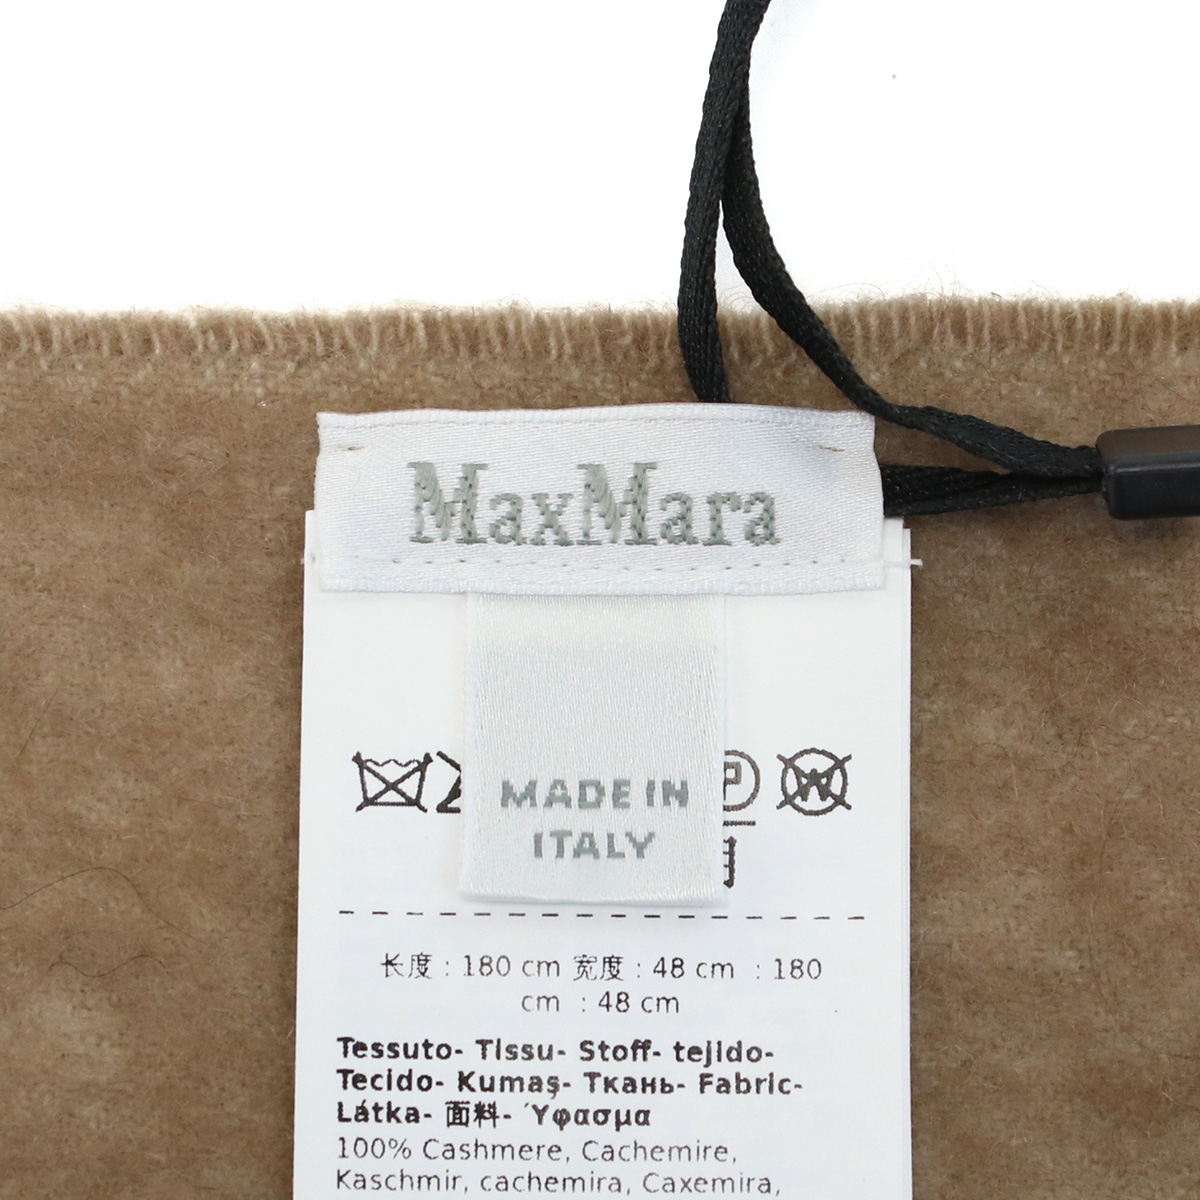 MaxMara
MADE IN
ITALY
P W
长度 : 180 cm 宽度 : 48 cm : 180
cm : 48 cm
Tessuto- Tissu- Stoff- tejido-
Tecido- Kumaş- Ткань- Fabric-
Látka- 面料- Ύφασμα
100% Cashmere, Cachemire,
Kaschmir, cachemira, Caxemira,